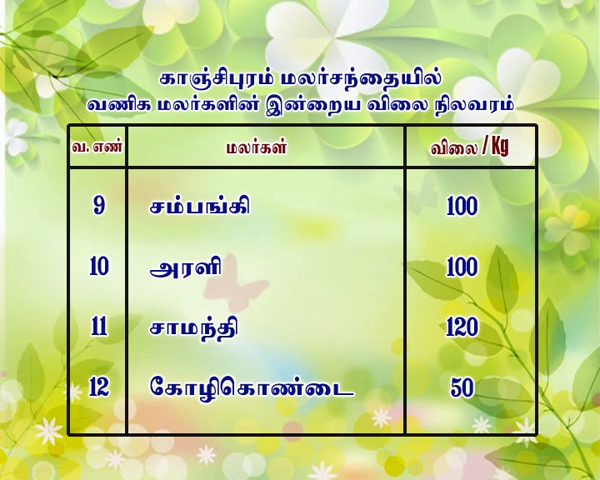 காஞ்சிபுரம் மலர்சந்தையில்
வணிக மலர்களின் இன்றைய விலை நிலவரம்
வ. எண் மலர்கள் விலை / Kg
9 சம்பங்கி 100
10 அரளி 100
11 சாமந்தி 120
12 கோழிகொண்டை 50